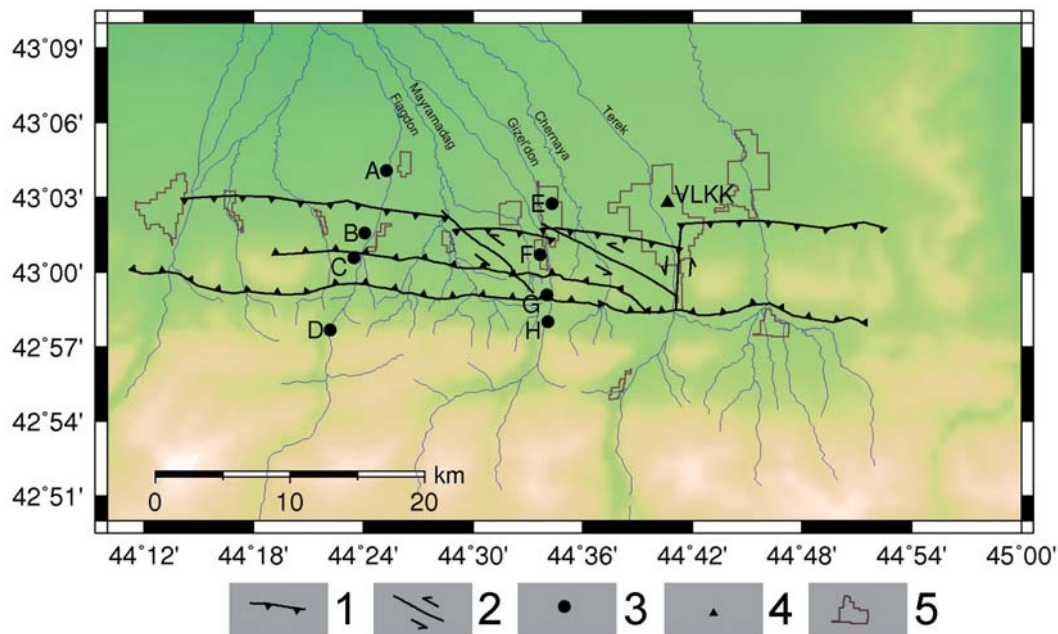 43°09'
43°06'
43°03'
43°00'
42°57'
42°54'
42°51'
Fiagdon
Mayramadag
Gizel'don
Chernaya
Terek
A
B
C
D
E
F
G
H
VLKK
km
0 10 20
44°12' 44°18' 44°24' 44°30' 44°36' 44°42' 44°48' 44°54' 45°00'
1 2 3 4 5